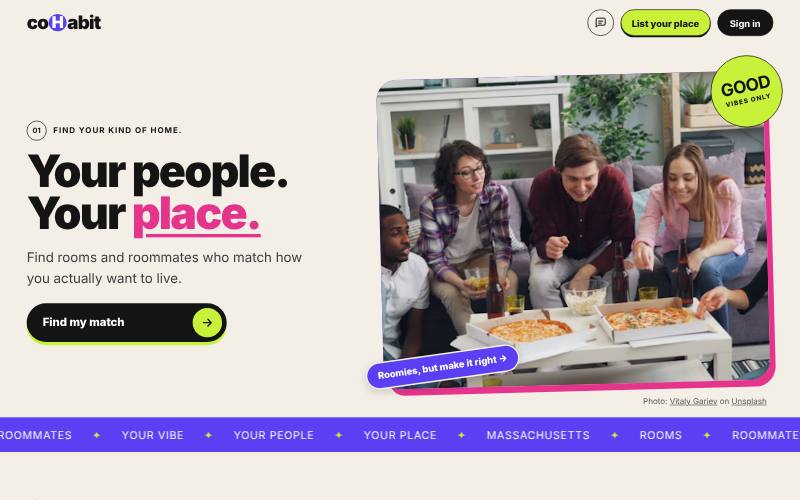 coHabit
List your place
Sign in
GOOD
VIBES ONLY
01 FIND YOUR KIND OF HOME.
Your people.
Your place.
Find rooms and roommates who match how
you actually want to live.
Find my match →
Roomies, but make it right →
Photo: Vitaly Gariev on Unsplash
ROOMMATES ✦ YOUR VIBE ✦ YOUR PEOPLE ✦ YOUR PLACE ✦ MASSACHUSETTS ✦ ROOMS ✦ ROOMMATE